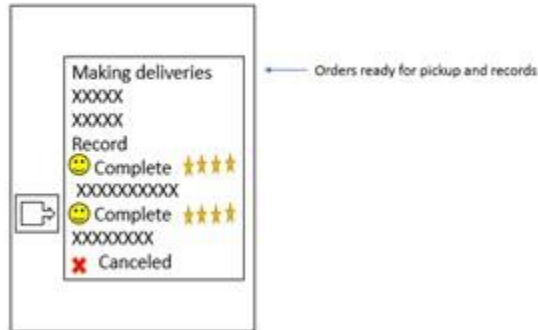 Making deliveries
XXXXX
XXXXX
Record
Complete
XXXXXXXXXX
Complete
XXXXXXXX
Canceled
Orders ready for pickup and records